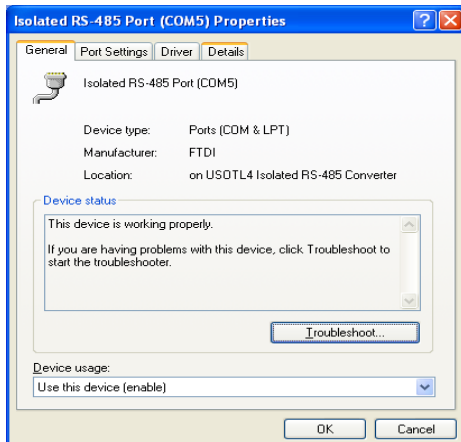 Isolated RS-485 Port (COM5) Properties
General Port Settings Driver Details
Isolated RS-485 Port (COM5)
Device type: Ports (COM & LPT)
Manufacturer: FTDI
Location: on USOTL4 Isolated RS-485 Converter
Device status
This device is working properly.
If you are having problems with this device, click Troubleshoot to
start the troubleshooter.
Troubleshoot...
Device usage:
Use this device (enable)
OK Cancel